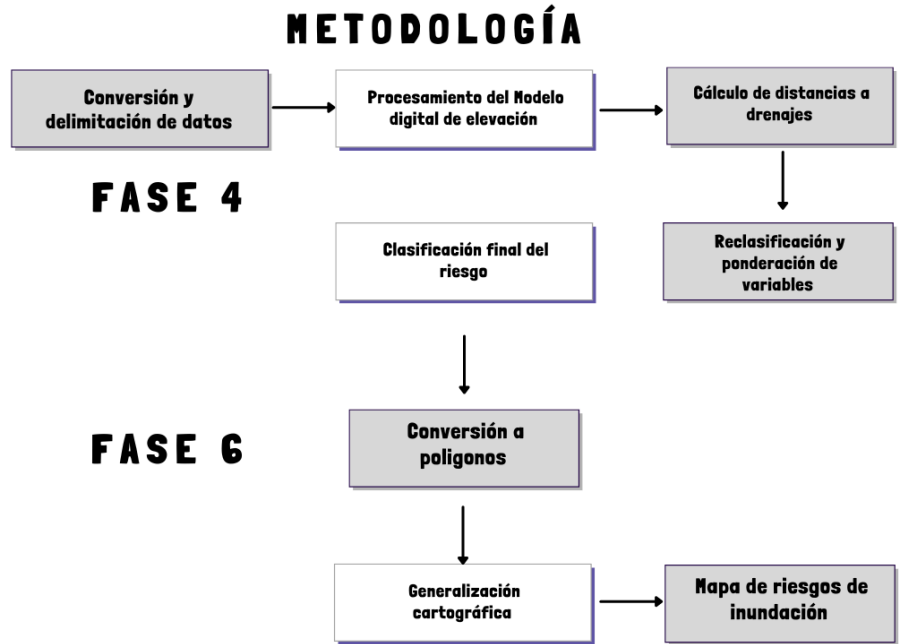 METODOLOGÍA
Conversión y
delimitación de datos
Procesamiento del Modelo
digital de elevación
Cálculo de distancias a
drenajes
FASE 4
Clasificación final del
riesgo
Reclasificación y
ponderación de
variables
FASE 6
Conversión a
poligonos
Generalización
cartográfica
Mapa de riesgos de
inundación